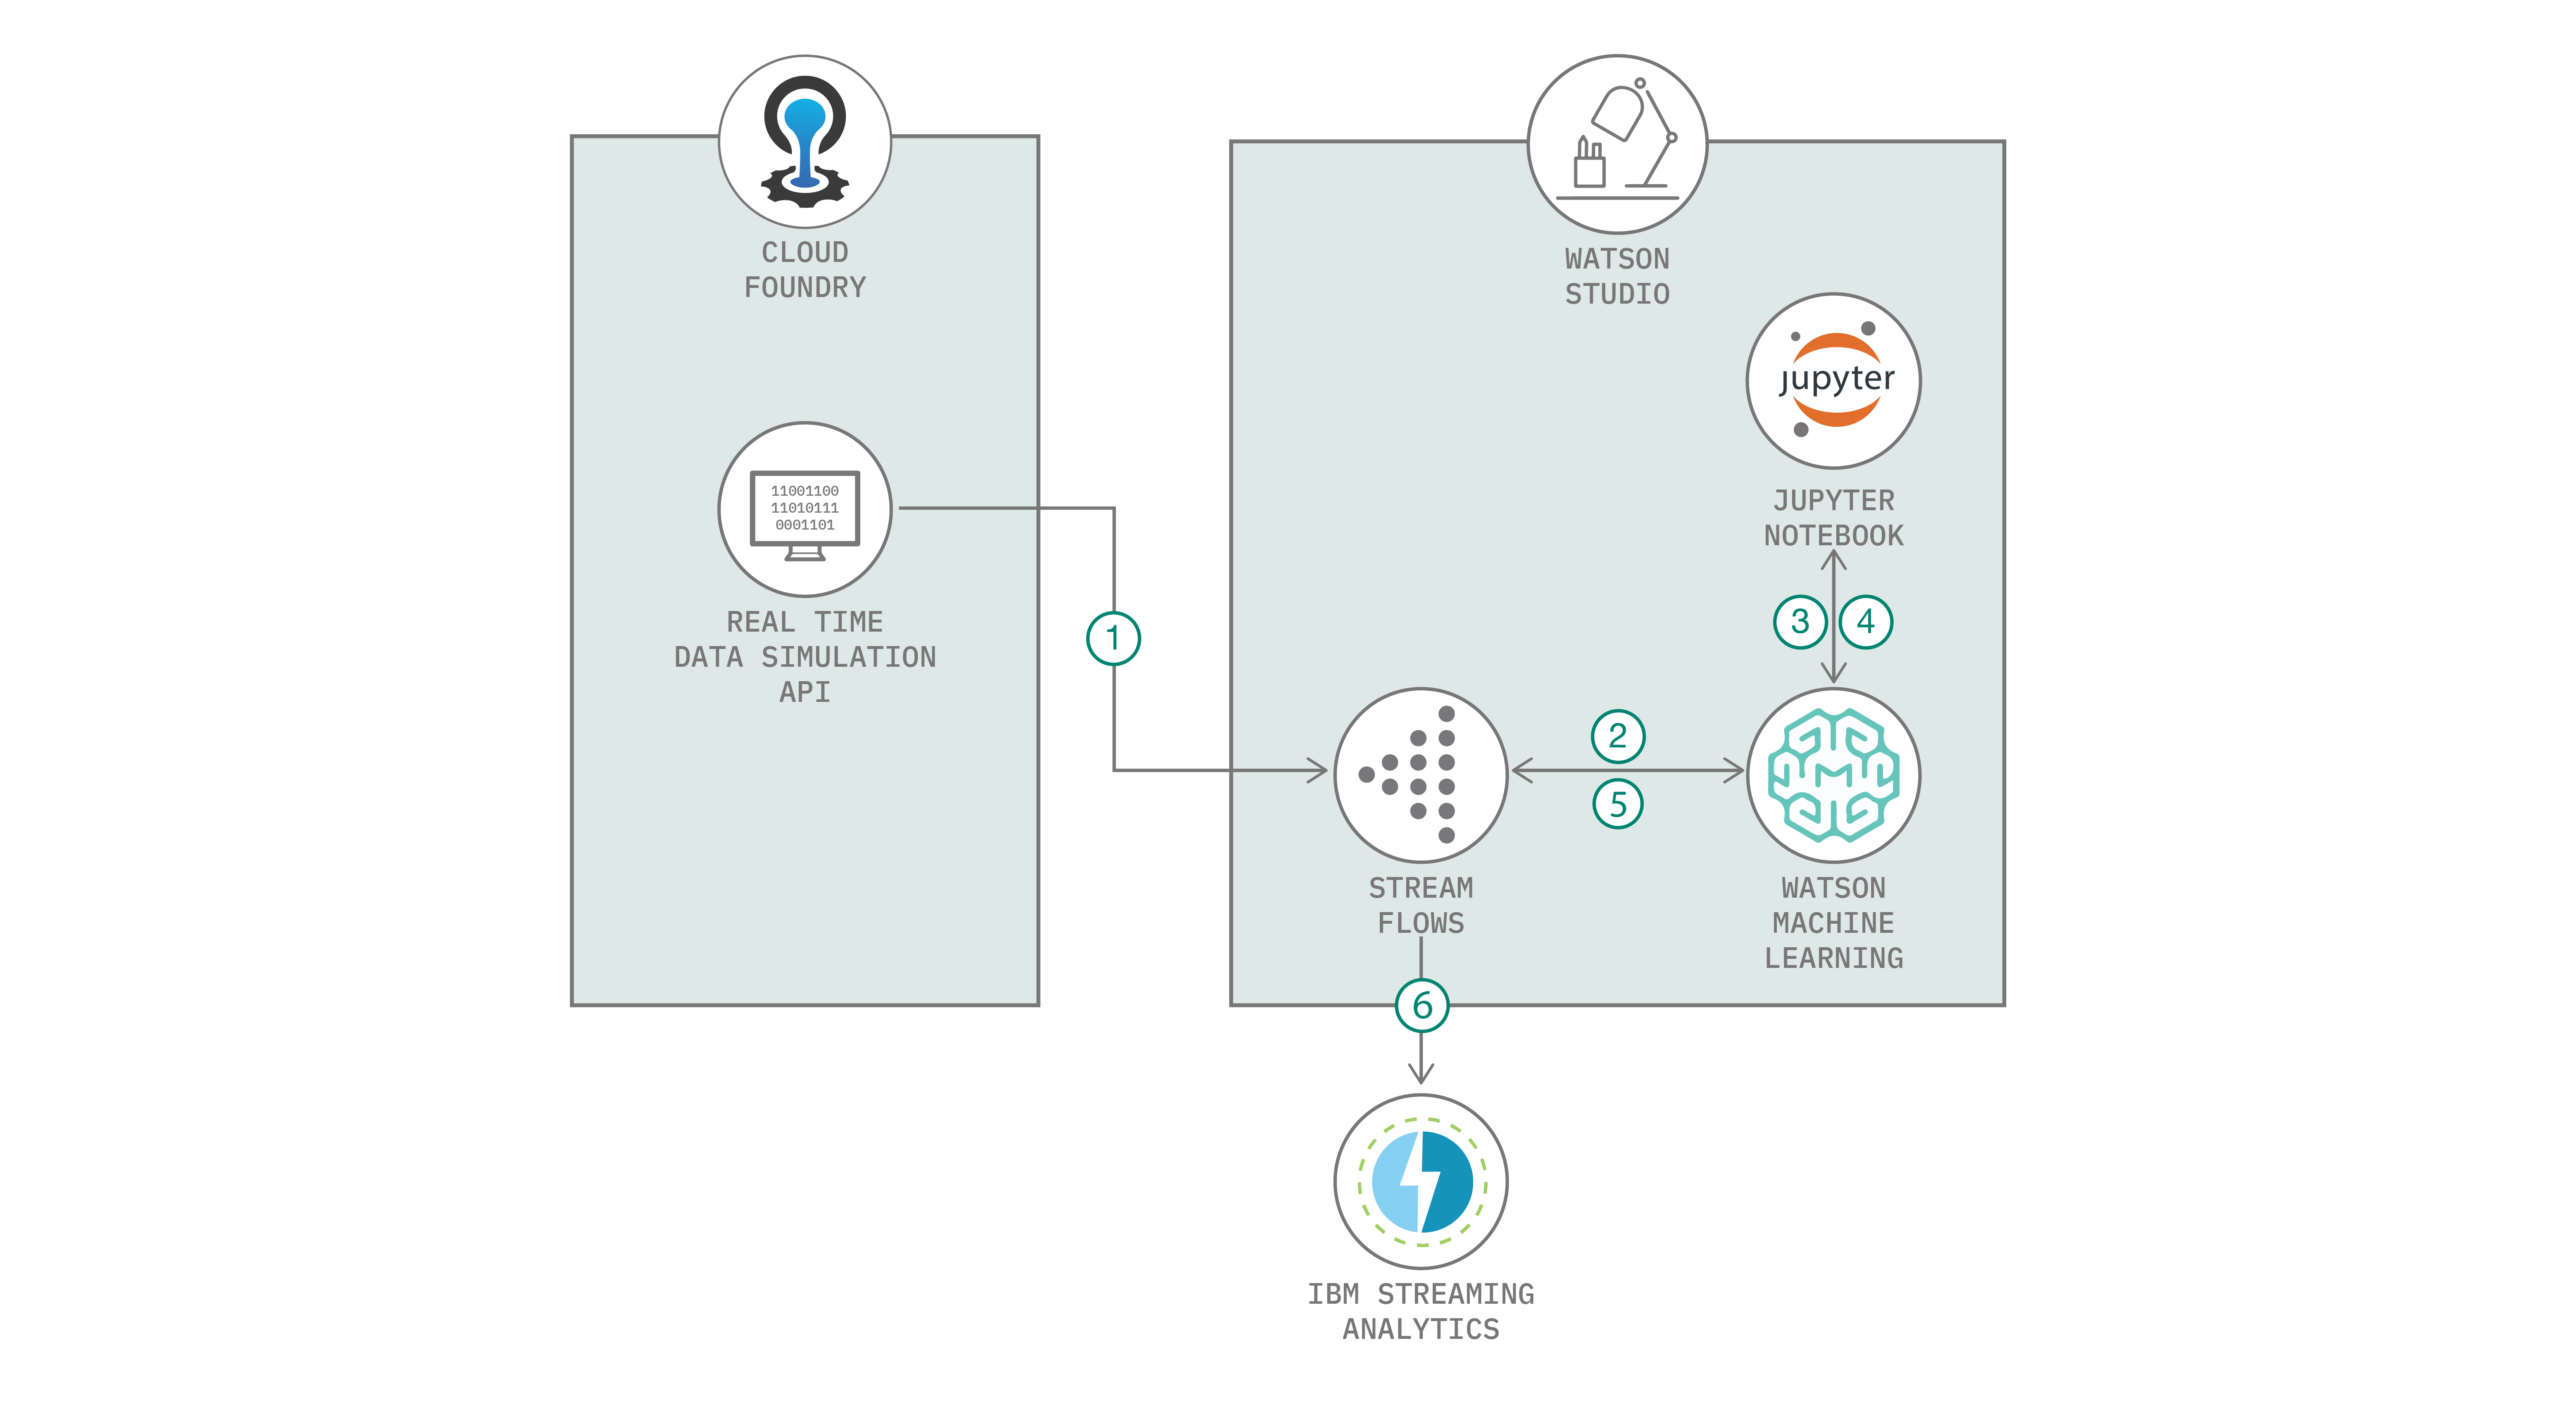 CLOUD
FOUNDRY
11001100
11010111
0001101
REAL TIME
DATA SIMULATION
API
1
WATSON
STUDIO
jupyter
JUPYTER
NOTEBOOK
3 4
2
5
STREAM
FLOWS
WATSON
MACHINE
LEARNING
6
IBM STREAMING
ANALYTICS